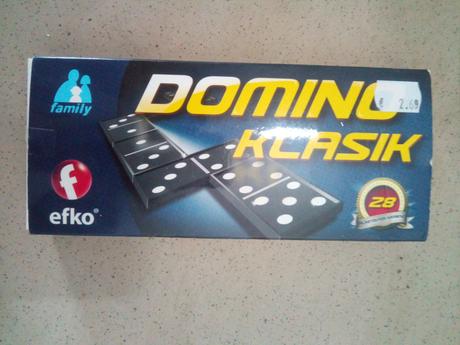 family
DOMINO
€ 2.69
KLASIK
efko®
28